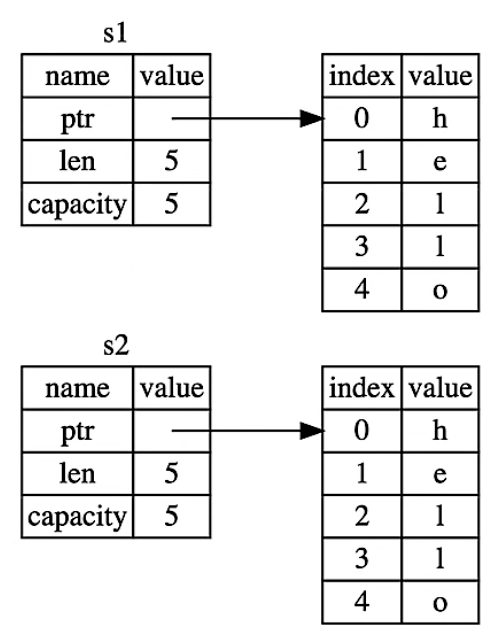 s1
name value index value
ptr 0 h
len 5 1 e
capacity 5 2 l
3 l
4 o
s2
name value index value
ptr 0 h
len 5 1 e
capacity 5 2 l
3 l
4 o